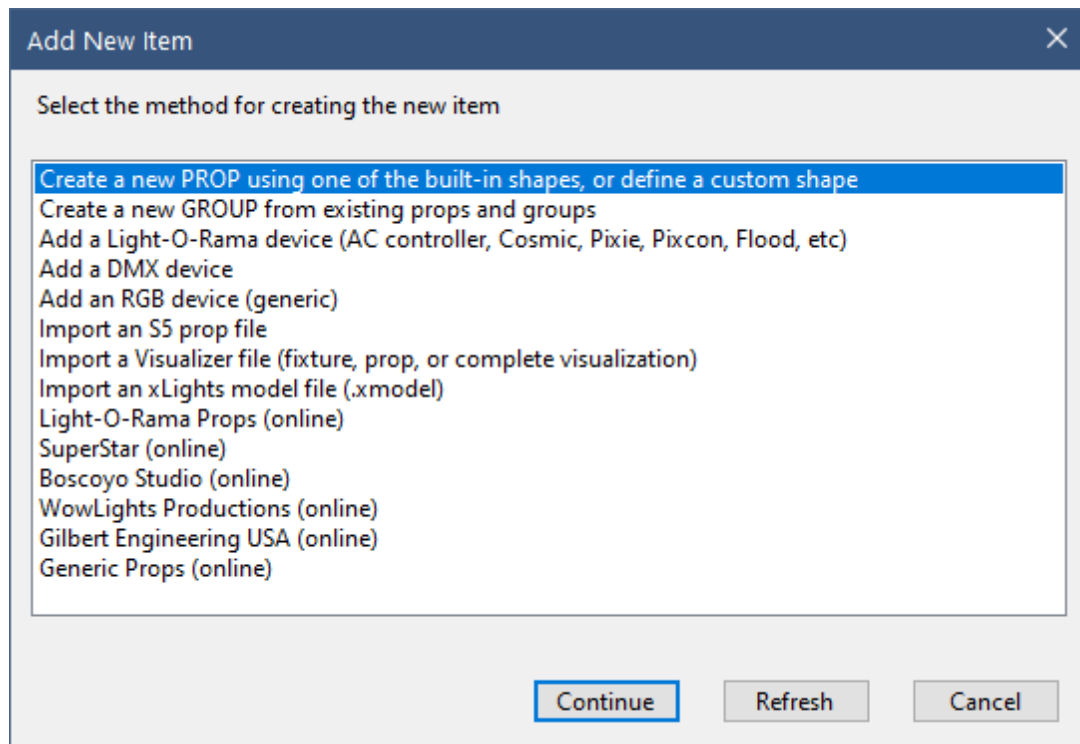 Add New Item
Select the method for creating the new item
Create a new PROP using one of the built-in shapes, or define a custom shape
Create a new GROUP from existing props and groups
Add a Light-O-Rama device (AC controller, Cosmic, Pixie, Pixcon, Flood, etc)
Add a DMX device
Add an RGB device (generic)
Import an S5 prop file
Import a Visualizer file (fixture, prop, or complete visualization)
Import an xLights model file (.xmodel)
Light-O-Rama Props (online)
SuperStar (online)
Boscoyo Studio (online)
WowLights Productions (online)
Gilbert Engineering USA (online)
Generic Props (online)
Continue Refresh Cancel